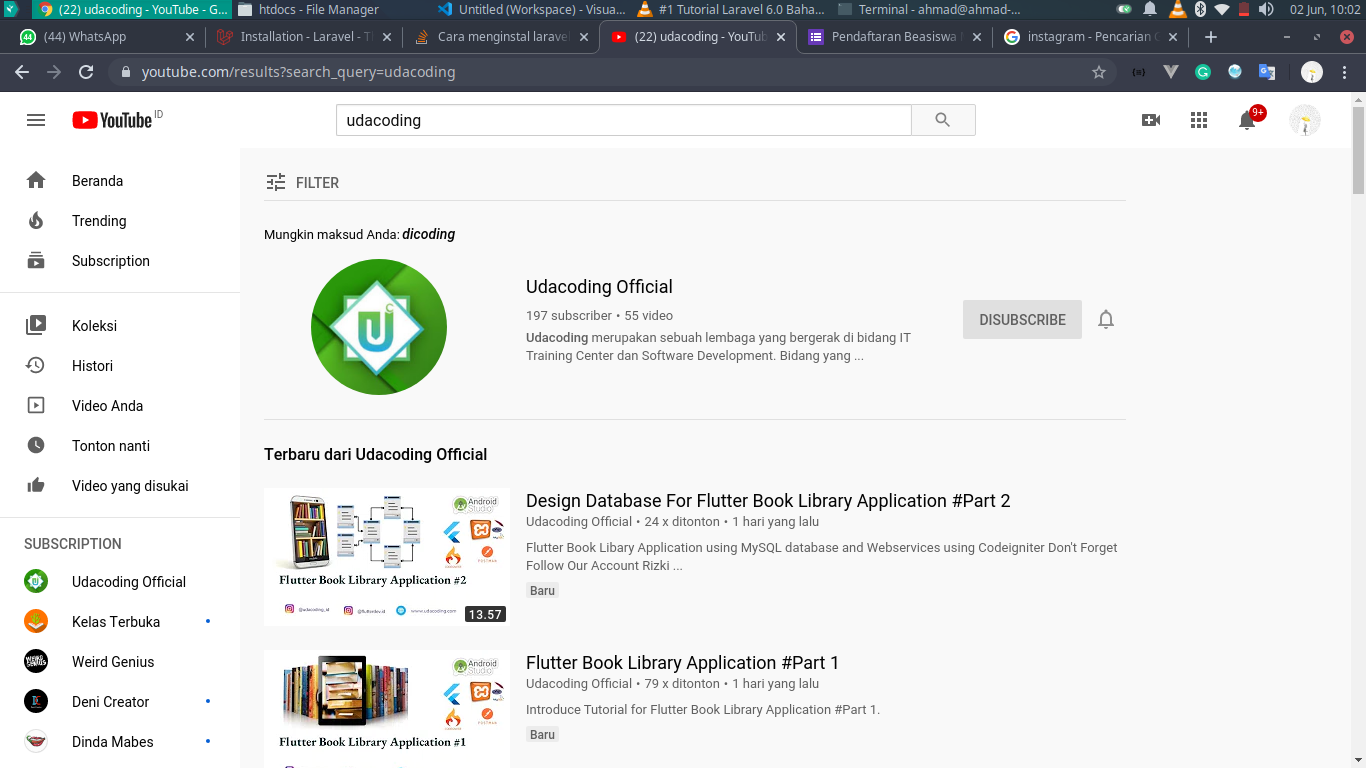 (22) udacoding - YouTube - G...
htdocs - File Manager
Untitled (Workspace) - Visua...
#1 Tutorial Laravel 6.0 Baha...
Terminal - ahmad@ahmad-...
02 Jun, 10:02
(44) WhatsApp
Installation - Laravel - T
Cara menginstal laravel
(22) udacoding - YouTub
Pendaftaran Beasiswa
instagram - Pencarian
youtube.com/results?search_query=udacoding
YouTube ID
udacoding
9+
Beranda
Trending
Subscription
Koleksi
Histori
Video Anda
Tonton nanti
Video yang disukai
SUBSCRIPTION
Udacoding Official
Kelas Terbuka
Weird Genius
Deni Creator
Dinda Mabes
FILTER
Mungkin maksud Anda: dicoding
Udacoding Official
197 subscriber • 55 video
Udacoding merupakan sebuah lembaga yang bergerak di bidang IT
Training Center dan Software Development. Bidang yang ...
DISUBSCRIBE
Terbaru dari Udacoding Official
Android
Studio
POSTMAN
Flutter Book Library Application #2
@udacoding_id
@flutterdev.id
www.udacoding.com
13.57
Design Database For Flutter Book Library Application #Part 2
Udacoding Official • 24 x ditonton • 1 hari yang lalu
Flutter Book Libary Application using MySQL database and Webservices using Codeigniter Don't Forget
Follow Our Account Rizki ...
Baru
Android
Studio
POSTMAN
Flutter Book Library Application #1
Flutter Book Library Application #Part 1
Udacoding Official • 79 x ditonton • 1 hari yang lalu
Introduce Tutorial for Flutter Book Library Application #Part 1.
Baru